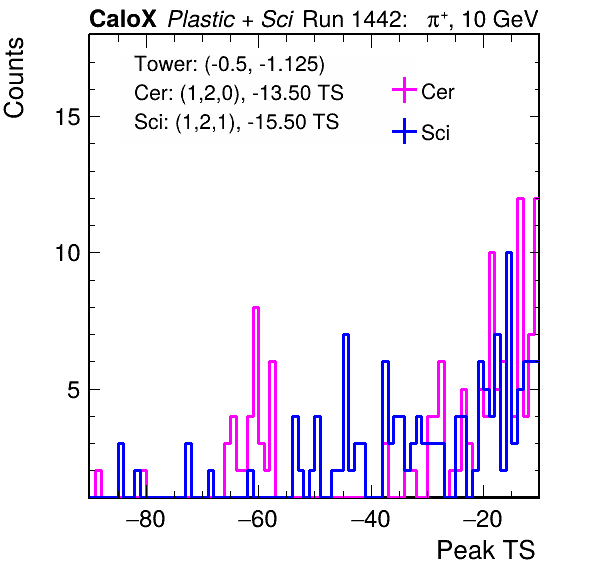 CaloX Plastic + Sci Run 1442: π+, 10 GeV
Counts
Tower: (-0.5, -1.125)
Cer: (1,2,0), -13.50 TS
Sci: (1,2,1), -15.50 TS
Cer
Sci
15
10
5
−80 −60 −40 −20
Peak TS